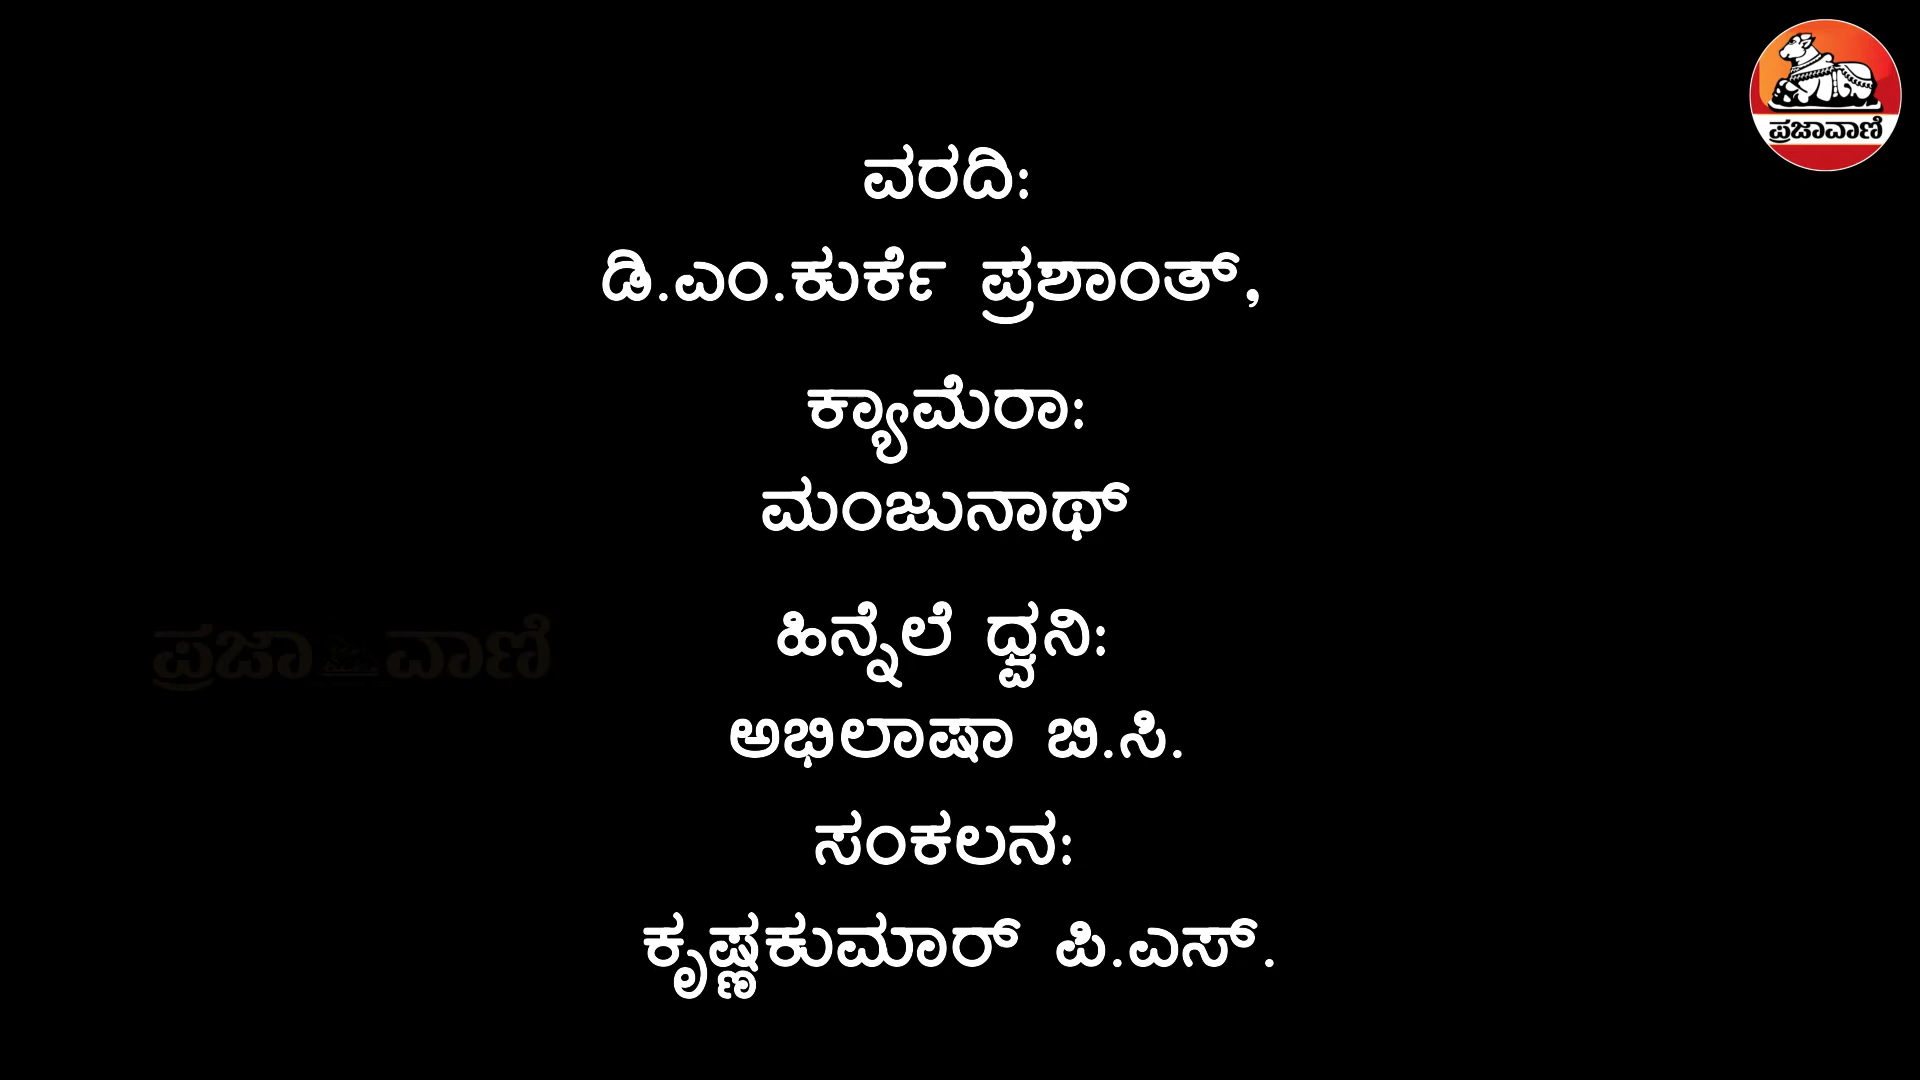 ಪ್ರಜಾವಾಣಿ
ವರದಿ:
ಡಿ.ಎಂ.ಕುರ್ಕೆ ಪ್ರಶಾಂತ್,
ಕ್ಯಾಮೆರಾ:
ಮಂಜುನಾಥ್
ಹಿನ್ನೆಲೆ ಧ್ವನಿ:
ಪ್ರಜಾವಾಣಿ
ಅಭಿಲಾಷಾ ಬಿ.ಸಿ.
ಸಂಕಲನ:
ಕೃಷ್ಣಕುಮಾರ್ ಪಿ.ಎಸ್.